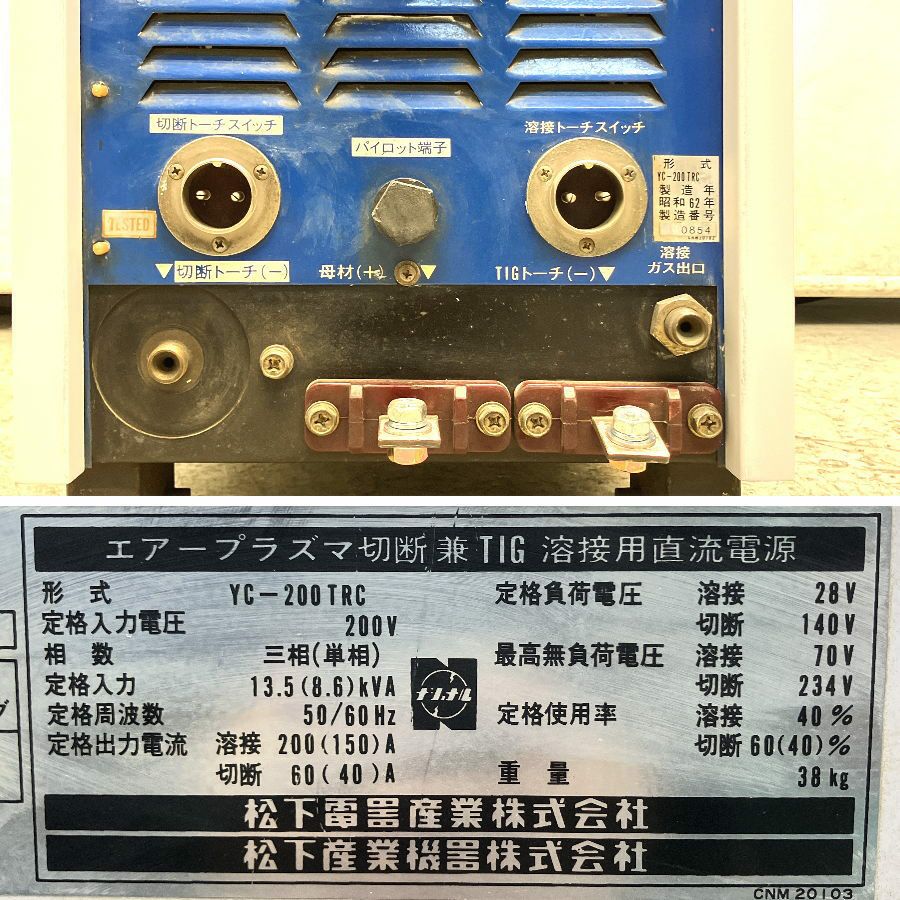 切断トーチスイッチ
パイロット端子
溶接トーチスイッチ
形式
YC-200TRC
製造年
昭和62年
製造番号
0854
TESTED
▼切断トーチ(−)
母材(+) ▼
TIGトーチ(−)▼
溶接
ガス出口
エアープラズマ切断兼TIG溶接用直流電源
形式 YC-200TRC
定格入力電圧 200V
相数 三相(単相)
定格入力 13.5(8.6)kVA
定格周波数 50/60Hz
定格出力電流 溶接 200(150)A
切断 60(40)A
ナショナル
定格負荷電圧 溶接 28V
切断 140V
最高無負荷電圧 溶接 70V
切断 234V
定格使用率 溶接 40%
切断 60(40)%
重量 38kg
松下電器産業株式会社
松下産業機器株式会社
CNM20103